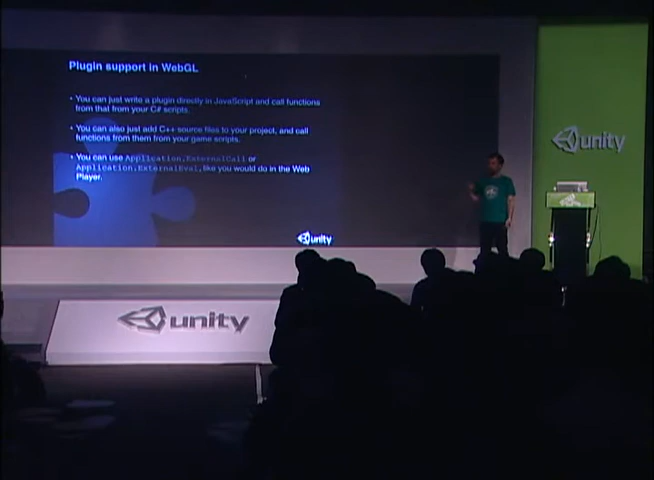 Plugin support in WebGL
• You can just write a plugin directly in JavaScript and call functions
from that from your C# scripts.
• You can also just add C++ source files to your project, and call
functions from them from your game scripts.
• You can use Application.ExternalCall or
Application.ExternalEval, like you would do in the Web
Player.
unity
unity
unity